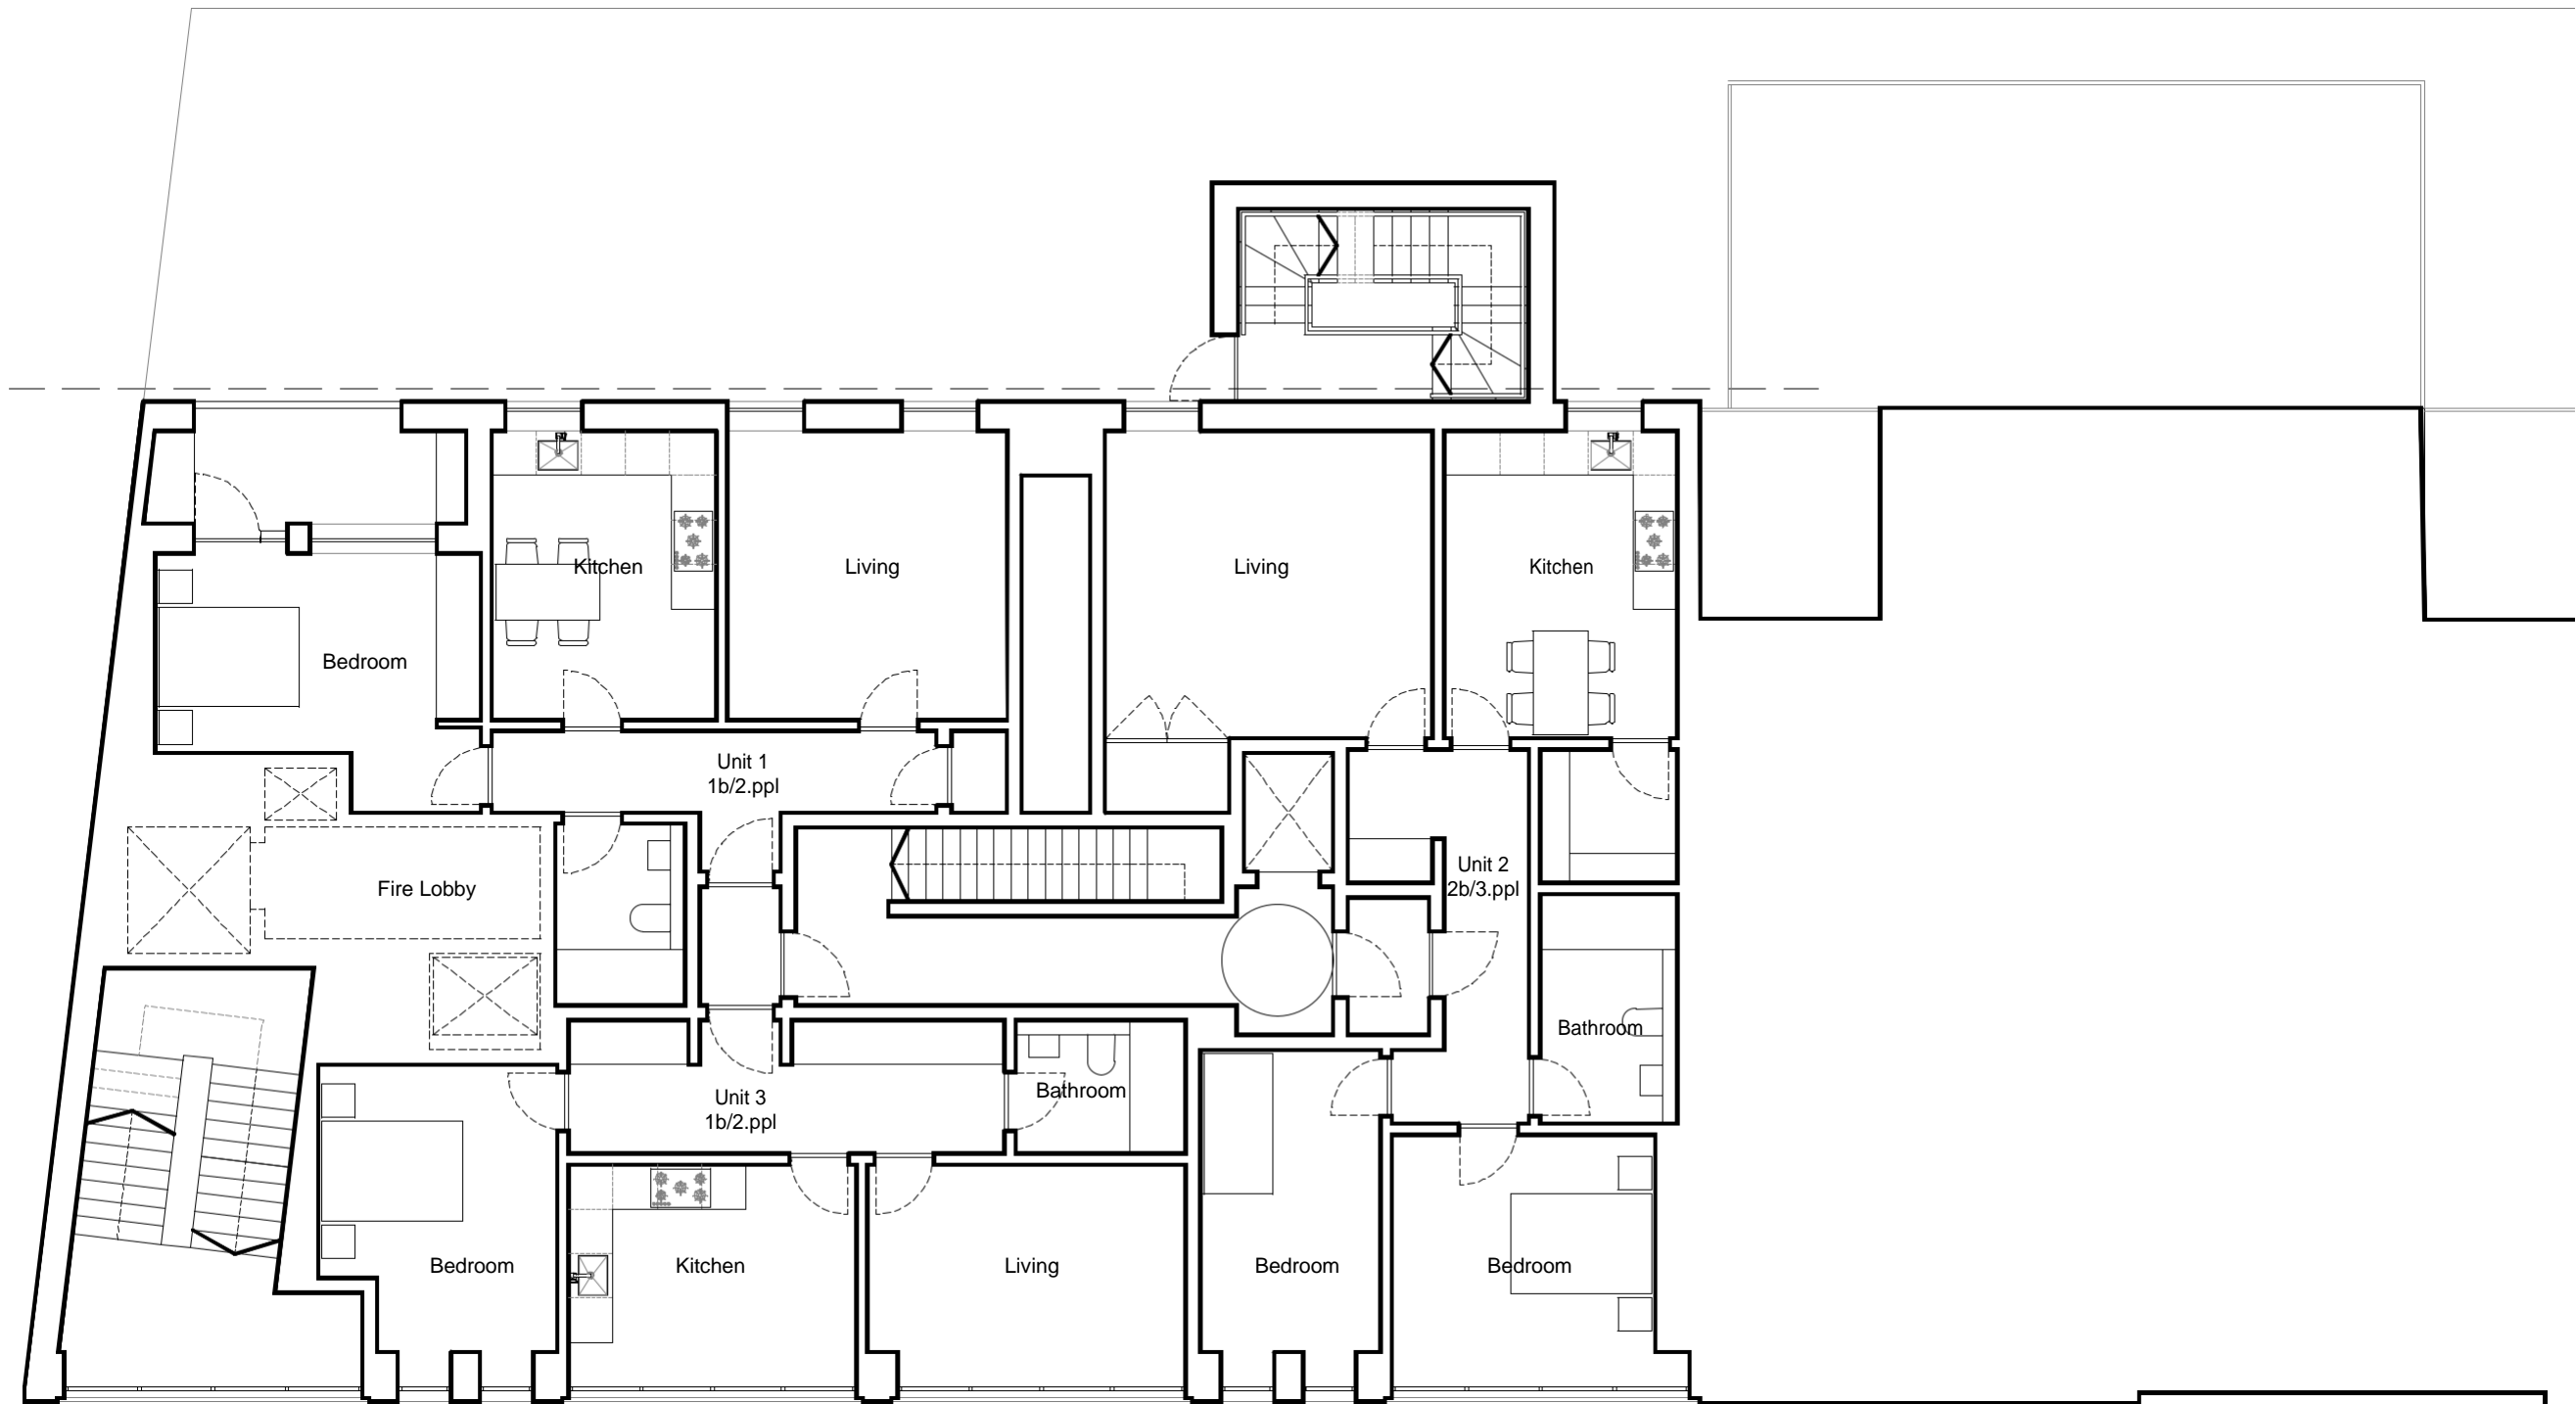 Kitchen
Living
Living
Kitchen
Bedroom
Unit 1
1b/2.ppl
Unit 2
2b/3.ppl
Fire Lobby
Bathroom
Bathroom
Unit 3
1b/2.ppl
Bedroom
Kitchen
Living
Bedroom
Bedroom